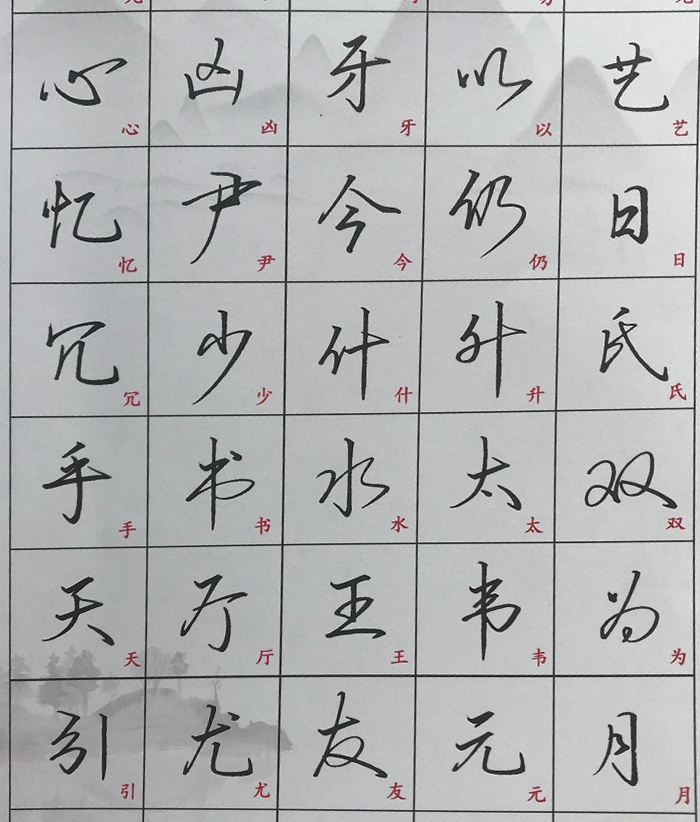 心 凶 牙 以 艺
心 凶 牙 以 艺
忆 尹 今 仍 日
忆 尹 今 仍 日
冗 少 什 升 氏
冗 少 什 升 氏
手 书 水 太 双
手 书 水 太 双
天 厅 王 韦 为
天 厅 王 韦 为
引 尤 友 元 月
引 尤 友 元 月